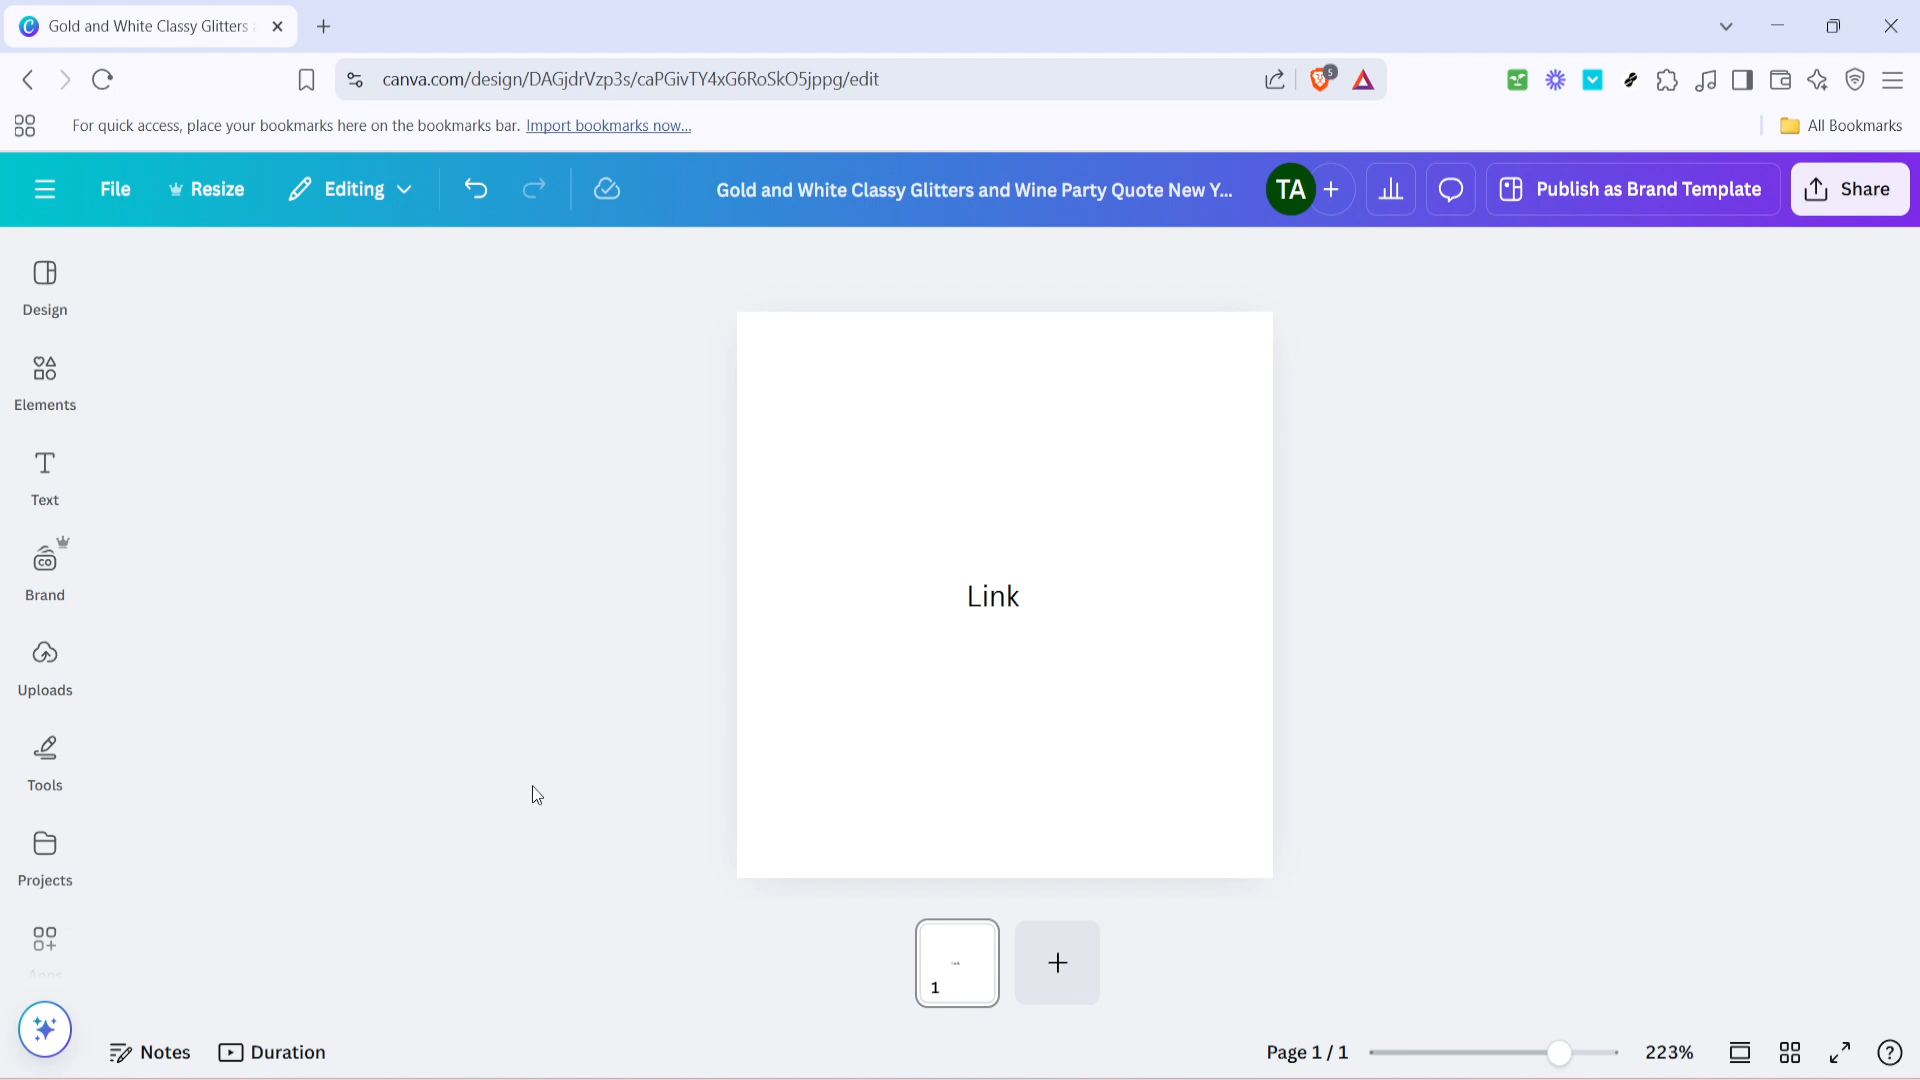 Gold and White Classy Glitters
canva.com/design/DAGjdrVzp3s/caPGivTY4xG6RoSkO5jppg/edit
5
For quick access, place your bookmarks here on the bookmarks bar. Import bookmarks now...
All Bookmarks
File
Resize
Editing
Gold and White Classy Glitters and Wine Party Quote New Y...
TA
Publish as Brand Template
Share
Design
Elements
Text
CO
Brand
Uploads
Tools
Projects
Apps
Link
1
Notes
Duration
Page 1 / 1
223%